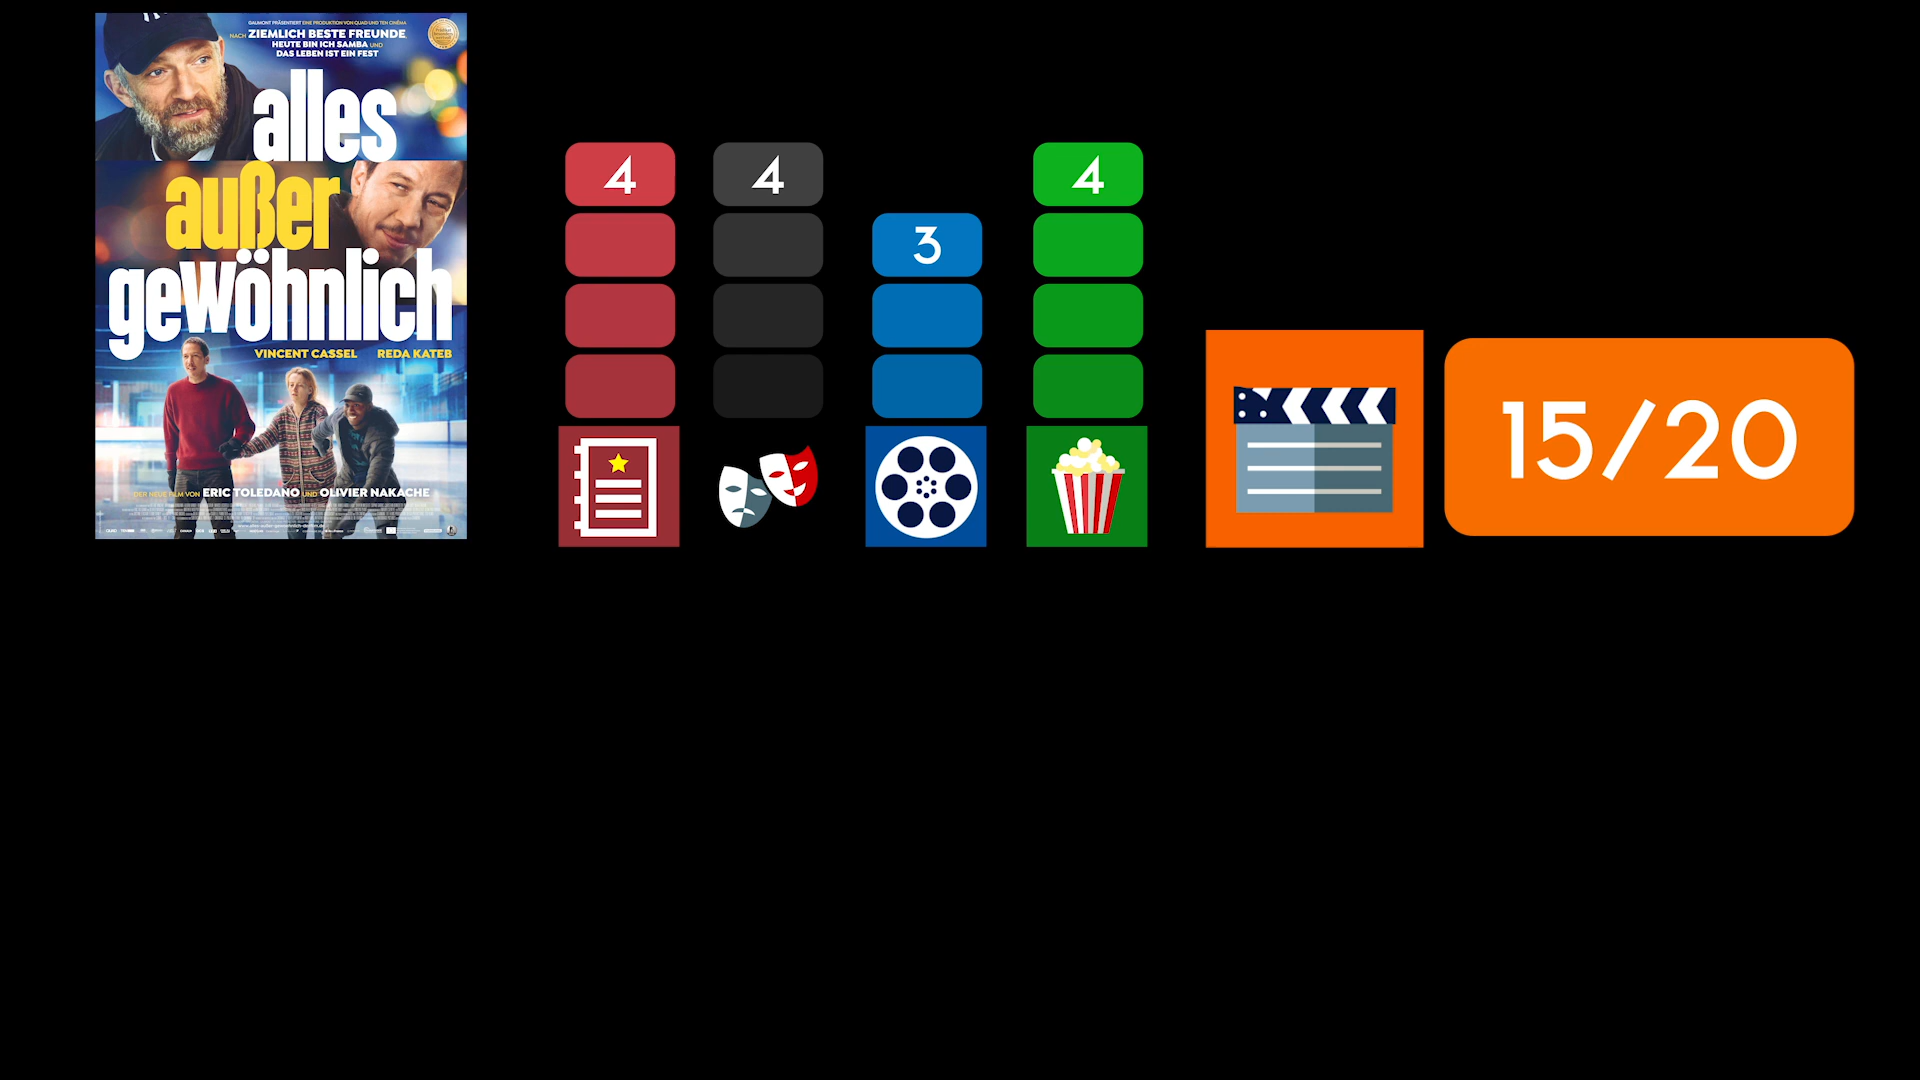 GAUMONT PRÄSENTIERT EINE PRODUKTION VON QUAD UND TEN CINÉMA
NACH ZIEMLICH BESTE FREUNDE,
HEUTE BIN ICH SAMBA UND
DAS LEBEN IST EIN FEST
alles
außer
gewöhnlich
VINCENT CASSEL REDA KATEB
DER NEUE FILM VON ERIC TOLEDANO UND OLIVIER NAKACHE
4
4
3
4
15/20